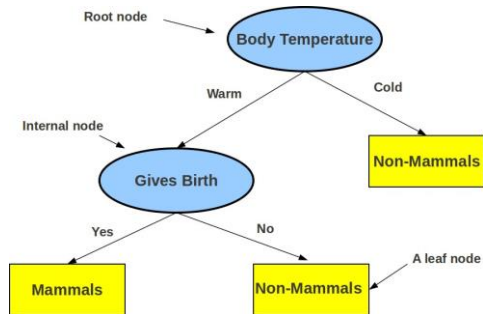 Root node
Body Temperature
Warm
Cold
Internal node
Non-Mammals
Gives Birth
Yes
No
A leaf node
Mammals
Non-Mammals